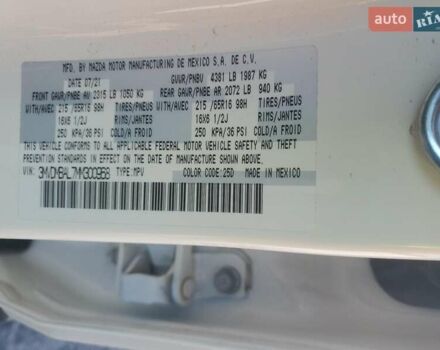 autoria
RIA.com
MFD. BY MAZDA MOTOR MANUFACTURING DE MEXICO S.A. DE C.V.
DATE 07/21 GVWR/PNBV 4381 LB 1987 KG
FRONT GAWR/PNBE AV 2315 LB 1050 KG REAR GAWR/PNBE AR 2072 LB 940 KG
WITH/AVEC 215/65R16 98H TIRES/PNEUS WITH/AVEC 215/65R16 98H TIRES/PNEUS
16X6 1/2J RIMS/JANTES 16X6 1/2J RIMS/JANTES
250 KPA/36 PSI COLD/A FROID 250 KPA/36 PSI COLD/A FROID
THIS VEHICLE CONFORMS TO ALL APPLICABLE FEDERAL MOTOR VEHICLE SAFETY AND THEFT
PREVENTION STANDARDS IN EFFECT ON THE DATE OF MANUFACTURE SHOWN ABOVE.
VIN: TYPE: MPV COLOR CODE: 25D MADE IN MEXICO